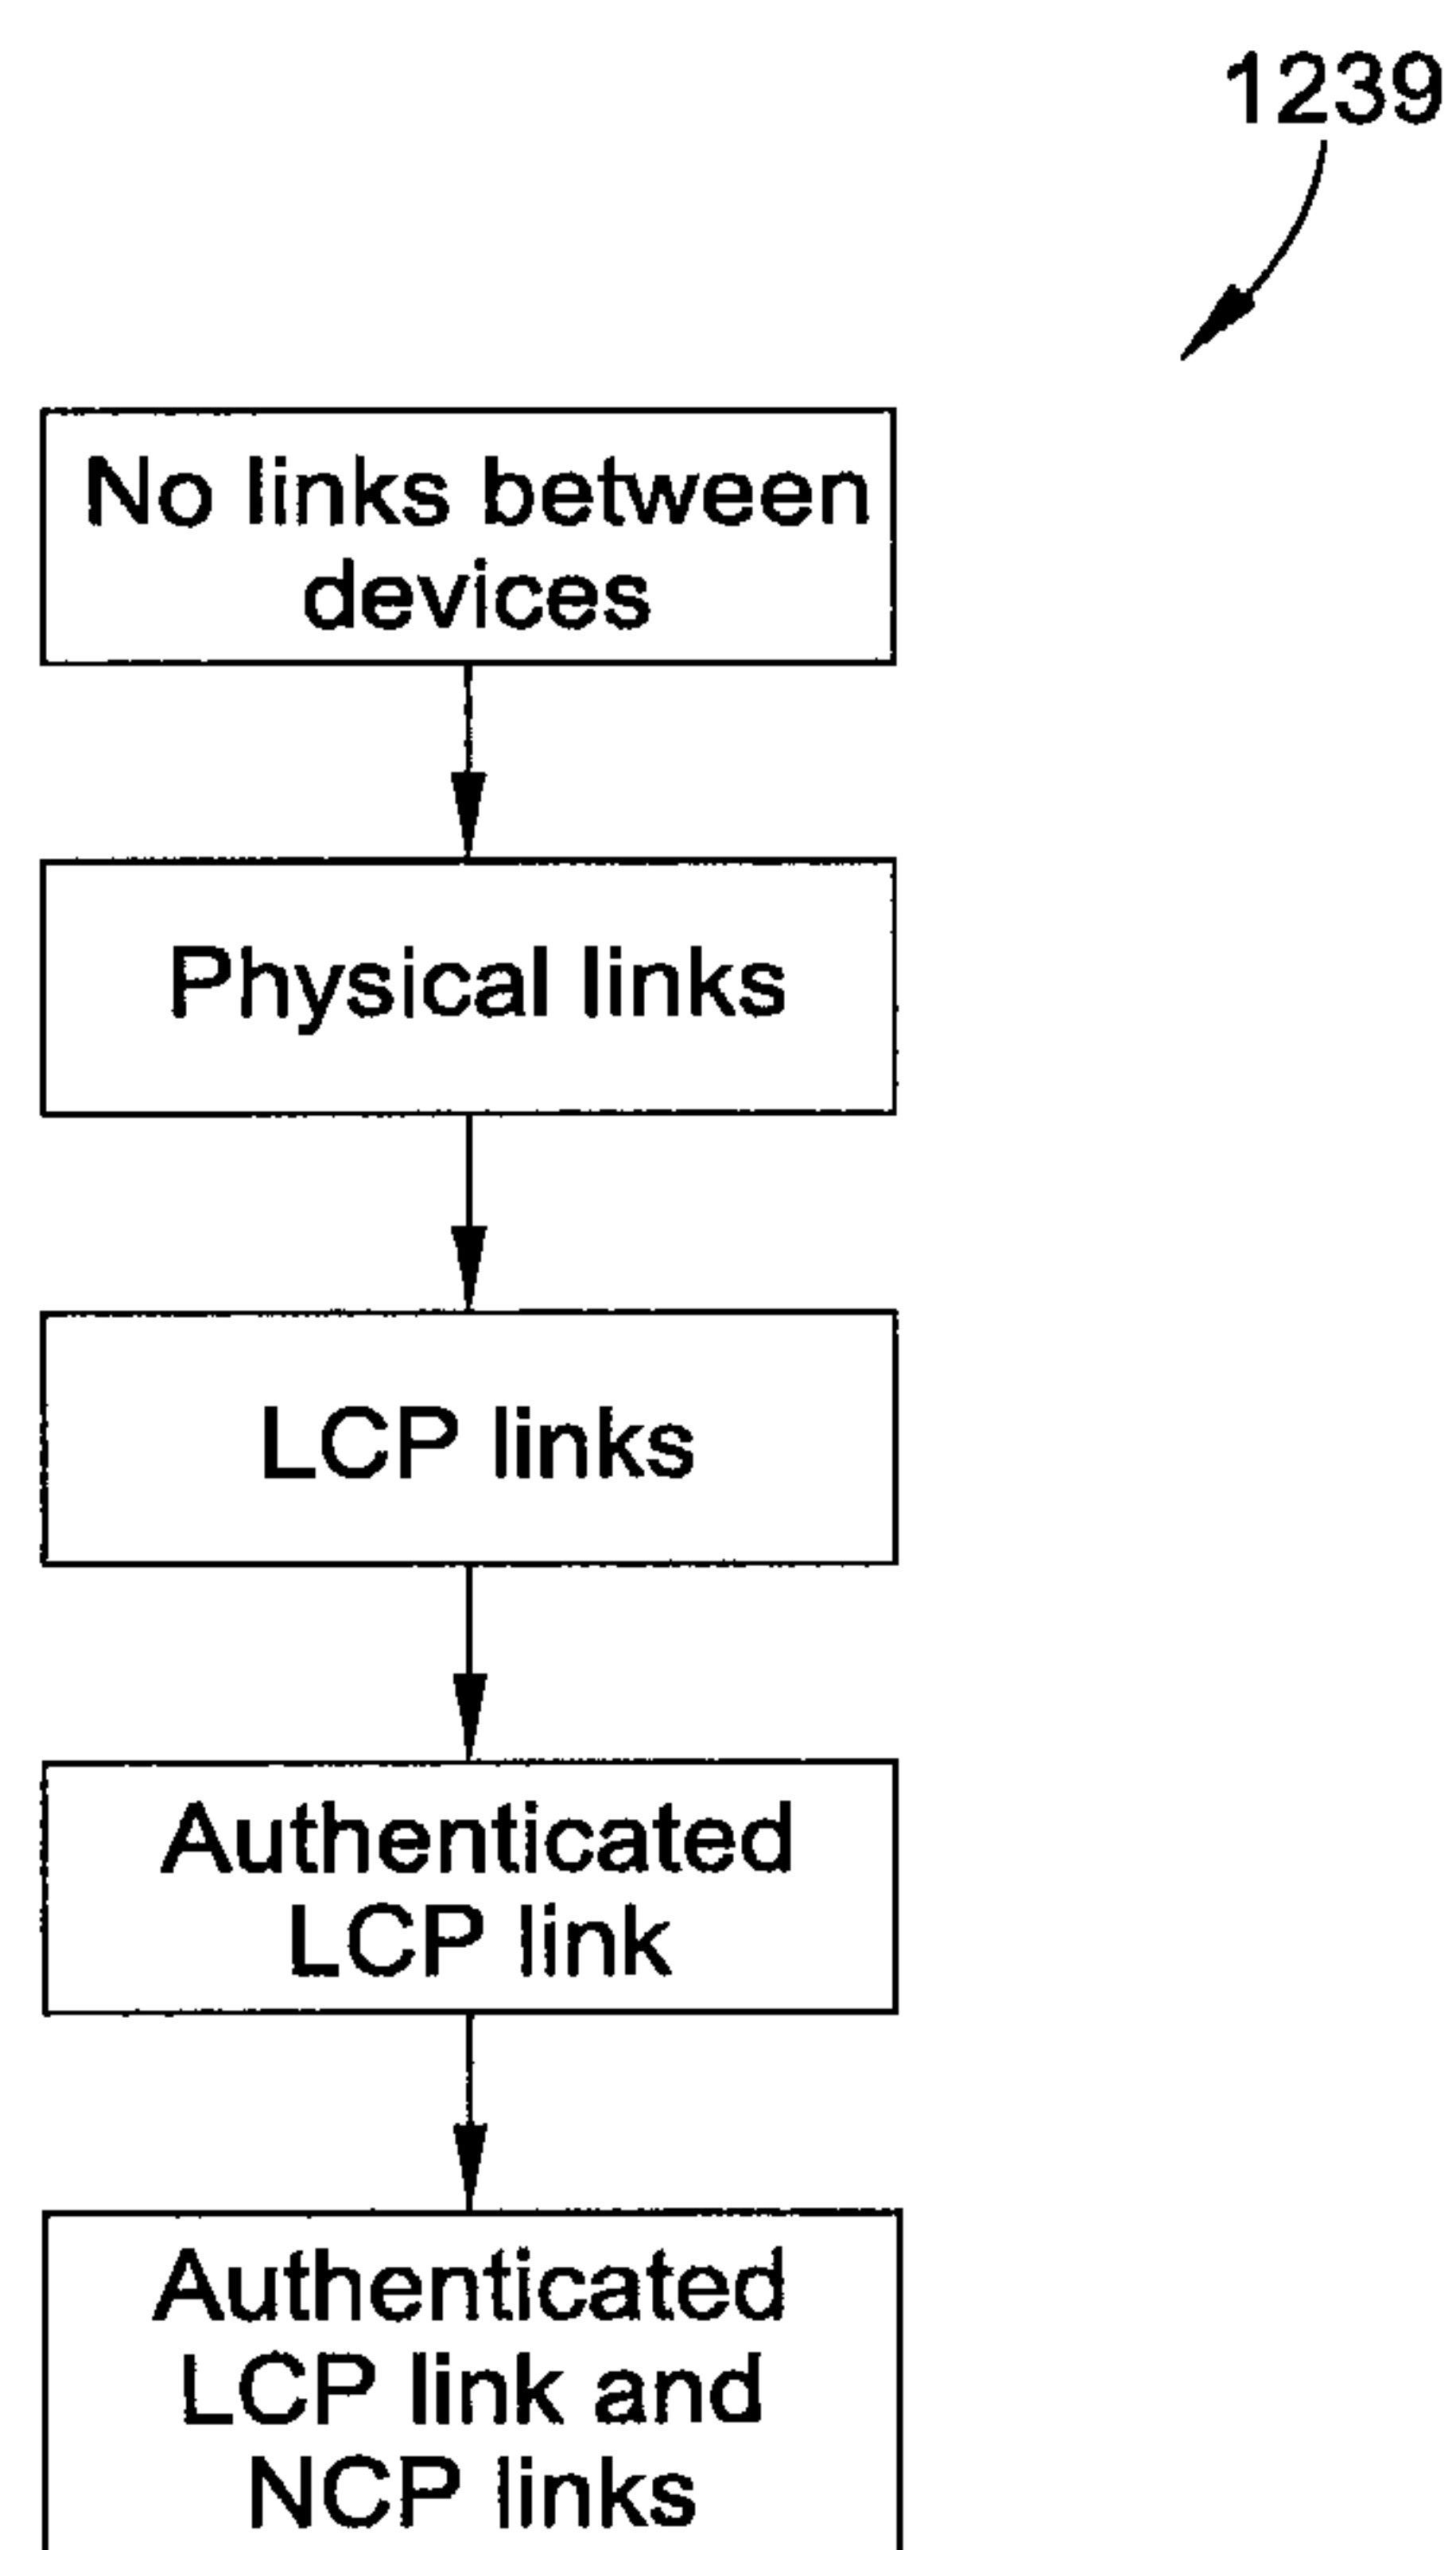 1239
No links between
devices
Physical links
LCP links
Authenticated
LCP link
Authenticated
LCP link and
NCP links